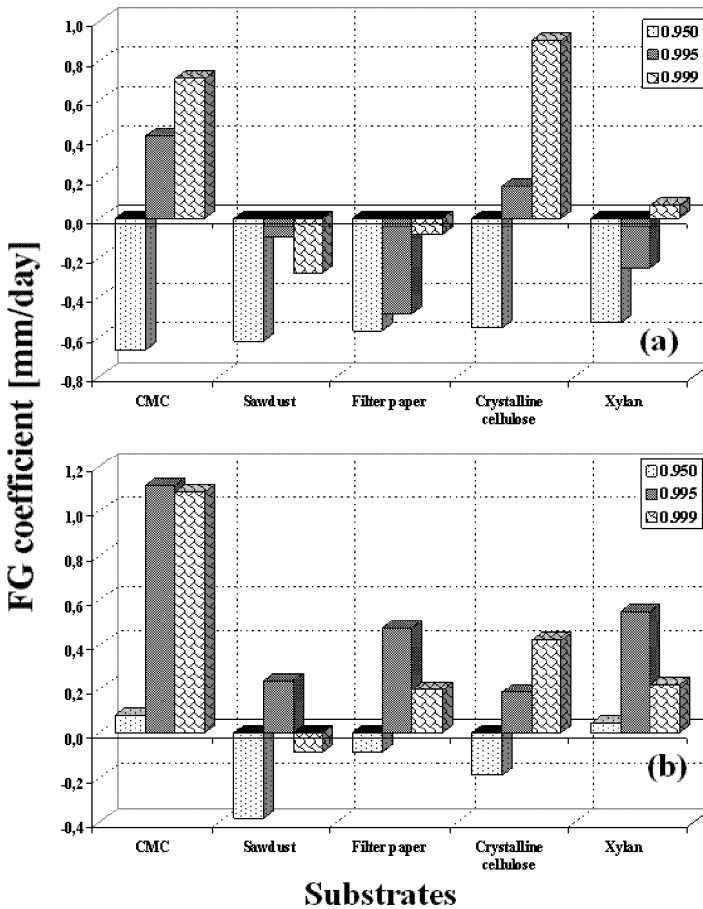 FG coefficient [mm/day]
1,0
0,8
0,6
0,4
0,2
0,0
-0,2
-0,4
-0,6
-0,8
0.950
0.995
0.999
(a)
CMC
Sawdust
Filter paper
Crystalline
cellulose
Xylan
1,2
1,0
0,8
0,6
0,4
0,2
0,0
-0,2
-0,4
0.950
0.995
0.999
(b)
CMC
Sawdust
Filter paper
Crystalline
cellulose
Xylan
Substrates